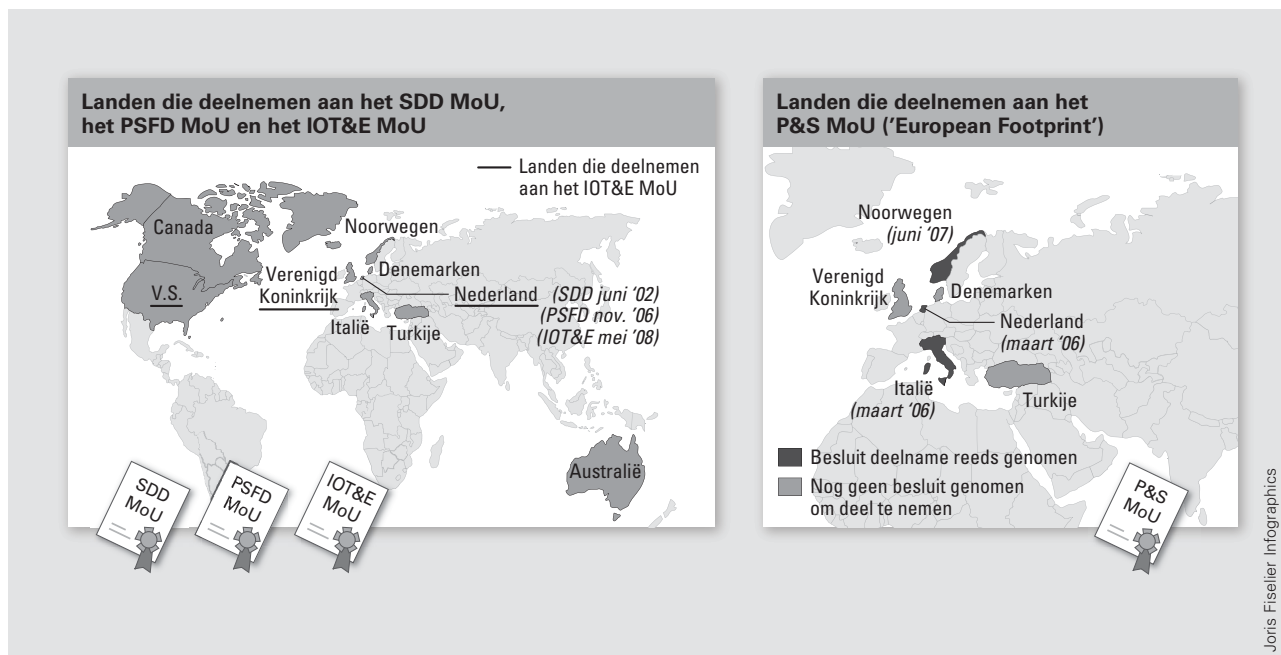 Landen die deelnemen aan het SDD MoU,
het PSFD MoU en het IOT&E MoU
Landen die deelnemen
aan het IOT&E MoU
Canada
V.S.
Noorwegen
Verenigd
Koninkrijk
Denemarken
Nederland (SDD juni '02)
(PSFD nov. '06)
(IOT&E mei '08)
Italië
Turkije
Australië
SDD
MoU
PSFD
MoU
IOT&E
MoU
Landen die deelnemen aan het
P&S MoU ('European Footprint')
Noorwegen
(juni '07)
Verenigd
Koninkrijk
Denemarken
Nederland
(maart '06)
Italië
(maart '06)
Turkije
Besluit deelname reeds genomen
Nog geen besluit genomen
om deel te nemen
P&S
MoU
Joris Fiselier Infographics